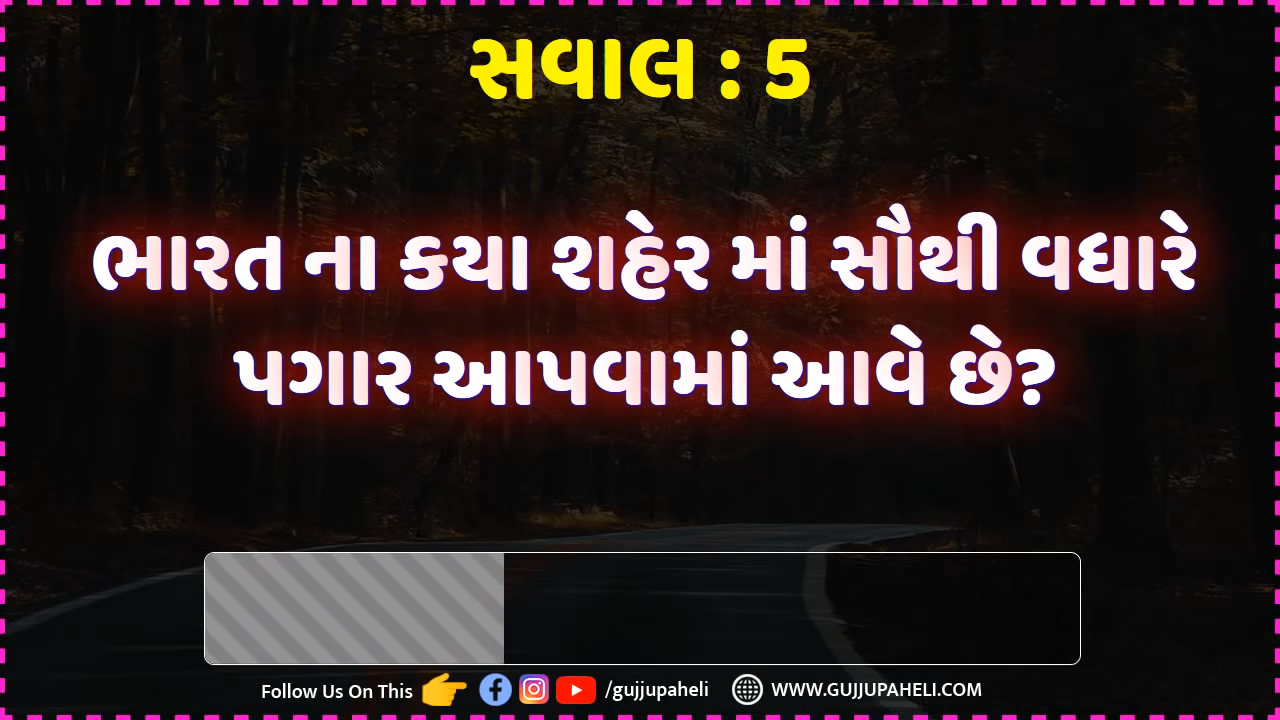 સવાલ : 5
ભારત ના કયા શહેર માં સૌથી વધારે
પગાર આપવામાં આવે છે?
Follow Us On This /gujjupaheli WWW.GUJJUPAHELI.COM